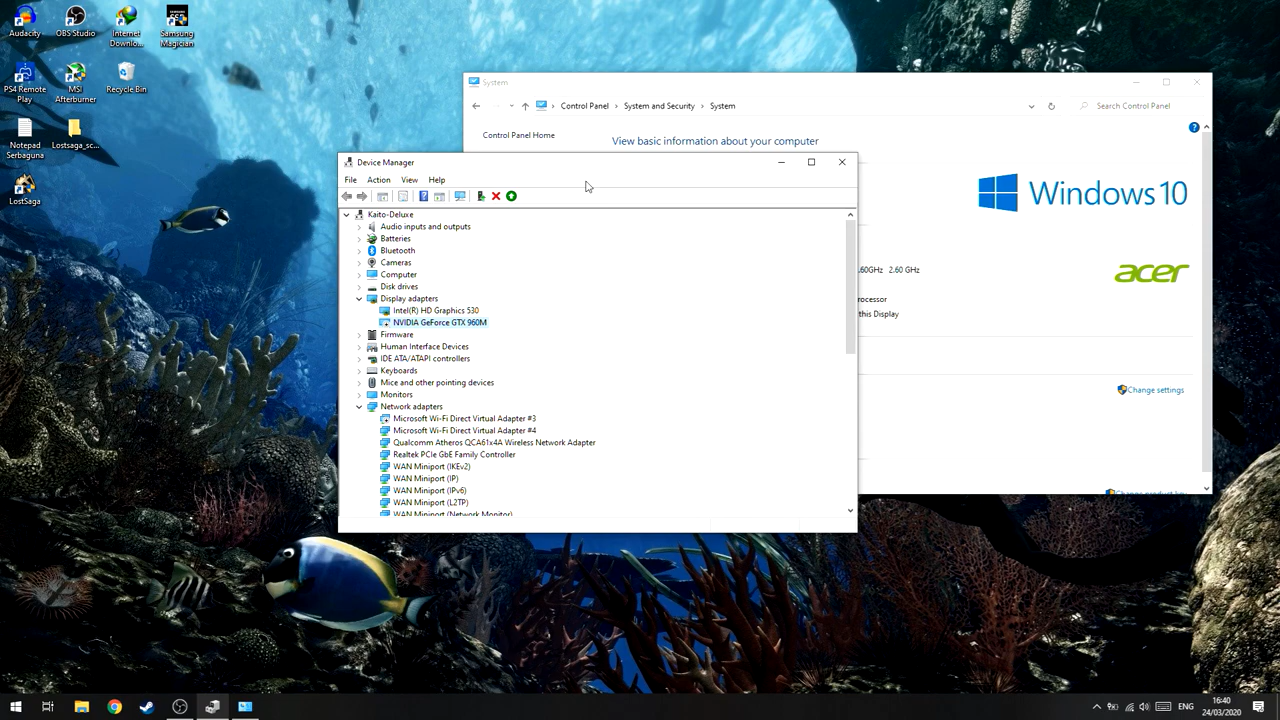 Audacity
OBS Studio
Internet
Downlo...
Samsung
Magician
PS4 Remote
Play
MSI
Afterburner
Recycle Bin
Notepad
Serbaguna
Lostsaga_sc...
LostSaga
System
Control Panel
System and Security
System
Search Control Panel
Control Panel Home
View basic information about your computer
Windows 10
.60GHz 2.60 GHz
acer
rocessor
this Display
Change settings
Change product key
Device Manager
File Action View Help
Kaito-Deluxe
Audio inputs and outputs
Batteries
Bluetooth
Cameras
Computer
Disk drives
Display adapters
Intel(R) HD Graphics 530
NVIDIA GeForce GTX 960M
Firmware
Human Interface Devices
IDE ATA/ATAPI controllers
Keyboards
Mice and other pointing devices
Monitors
Network adapters
Microsoft Wi-Fi Direct Virtual Adapter #3
Microsoft Wi-Fi Direct Virtual Adapter #4
Qualcomm Atheros QCA61x4A Wireless Network Adapter
Realtek PCIe GbE Family Controller
WAN Miniport (IKEv2)
WAN Miniport (IP)
WAN Miniport (IPv6)
WAN Miniport (L2TP)
WAN Miniport (Network Monitor)
ENG
16:40
24/03/2020